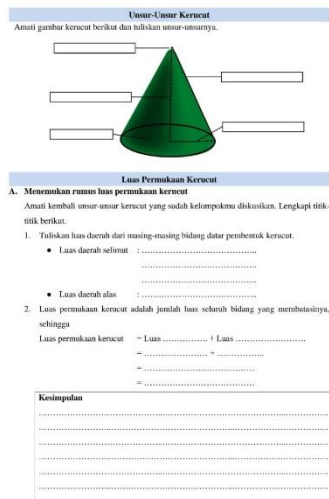 Unsur-Unsur Kerucut
Amati gambar kerucut berikut dan tuliskan unsur-unsurnya.
Luas Permukaan Kerucut
A. Menemukan rumus luas permukaan kerucut
Amati kembali unsur-unsur kerucut yang sudah kelompokmu diskusikan. Lengkapi titik-
titik berikut.
1. Tuliskan luas daerah dari masing-masing bidang datar pembentuk kerucut.
• Luas daerah selimut : ........................................
........................................
........................................
• Luas daerah alas : ........................................
2. Luas permukaan kerucut adalah jumlah luas seluruh bidang yang membatasinya,
sehingga
Luas permukaan kerucut = Luas ................ + Luas ........................
= ...................... + ................
= ......................................
= ......................................
Kesimpulan